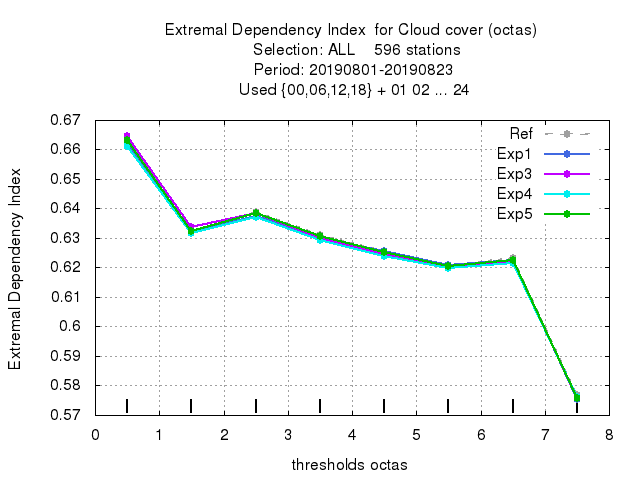 Extremal Dependency Index  for Cloud cover (octas)
Selection: ALL    596 stations
Period: 20190801-20190823
Used {00,06,12,18} + 01 02 ... 24
0.67
0.66
0.65
0.64
0.63
0.62
0.61
0.6
0.59
0.58
0.57
Extremal Dependency Index
Ref
Exp1
Exp3
Exp4
Exp5
0 1 2 3 4 5 6 7 8
thresholds octas